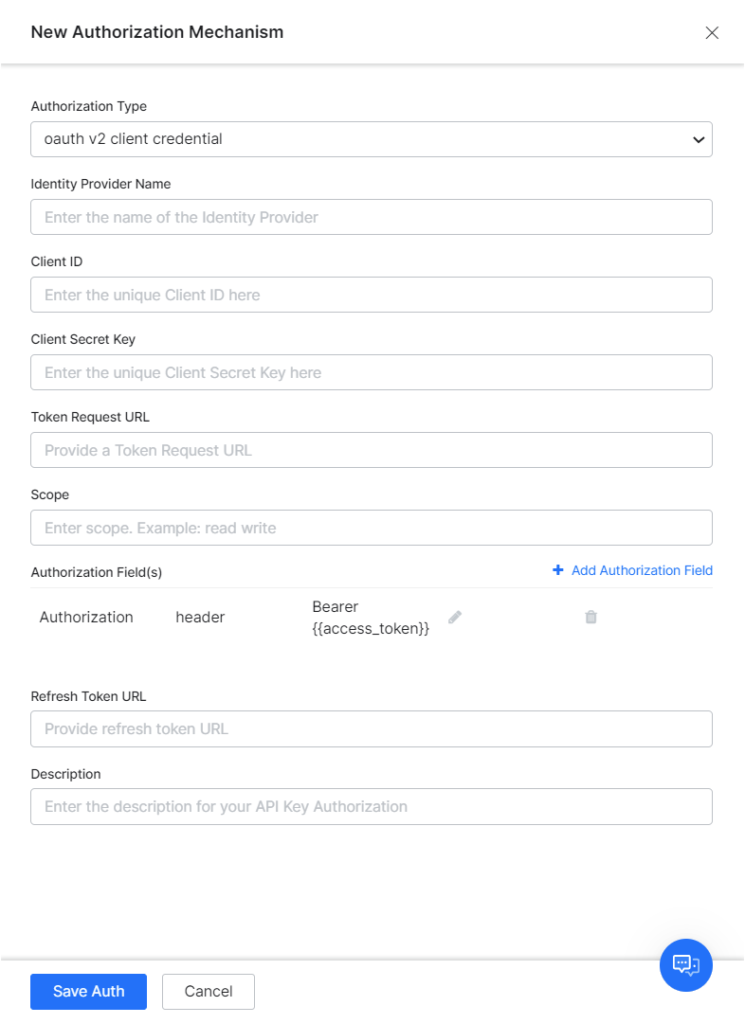 New Authorization Mechanism
Authorization Type
oauth v2 client credential
Identity Provider Name
Enter the name of the Identity Provider
Client ID
Enter the unique Client ID here
Client Secret Key
Enter the unique Client Secret Key here
Token Request URL
Provide a Token Request URL
Scope
Enter scope. Example: read write
Authorization Field(s)
+ Add Authorization Field
Authorization header Bearer
{{access_token}}
Refresh Token URL
Provide refresh token URL
Description
Enter the description for your API Key Authorization
Save Auth Cancel